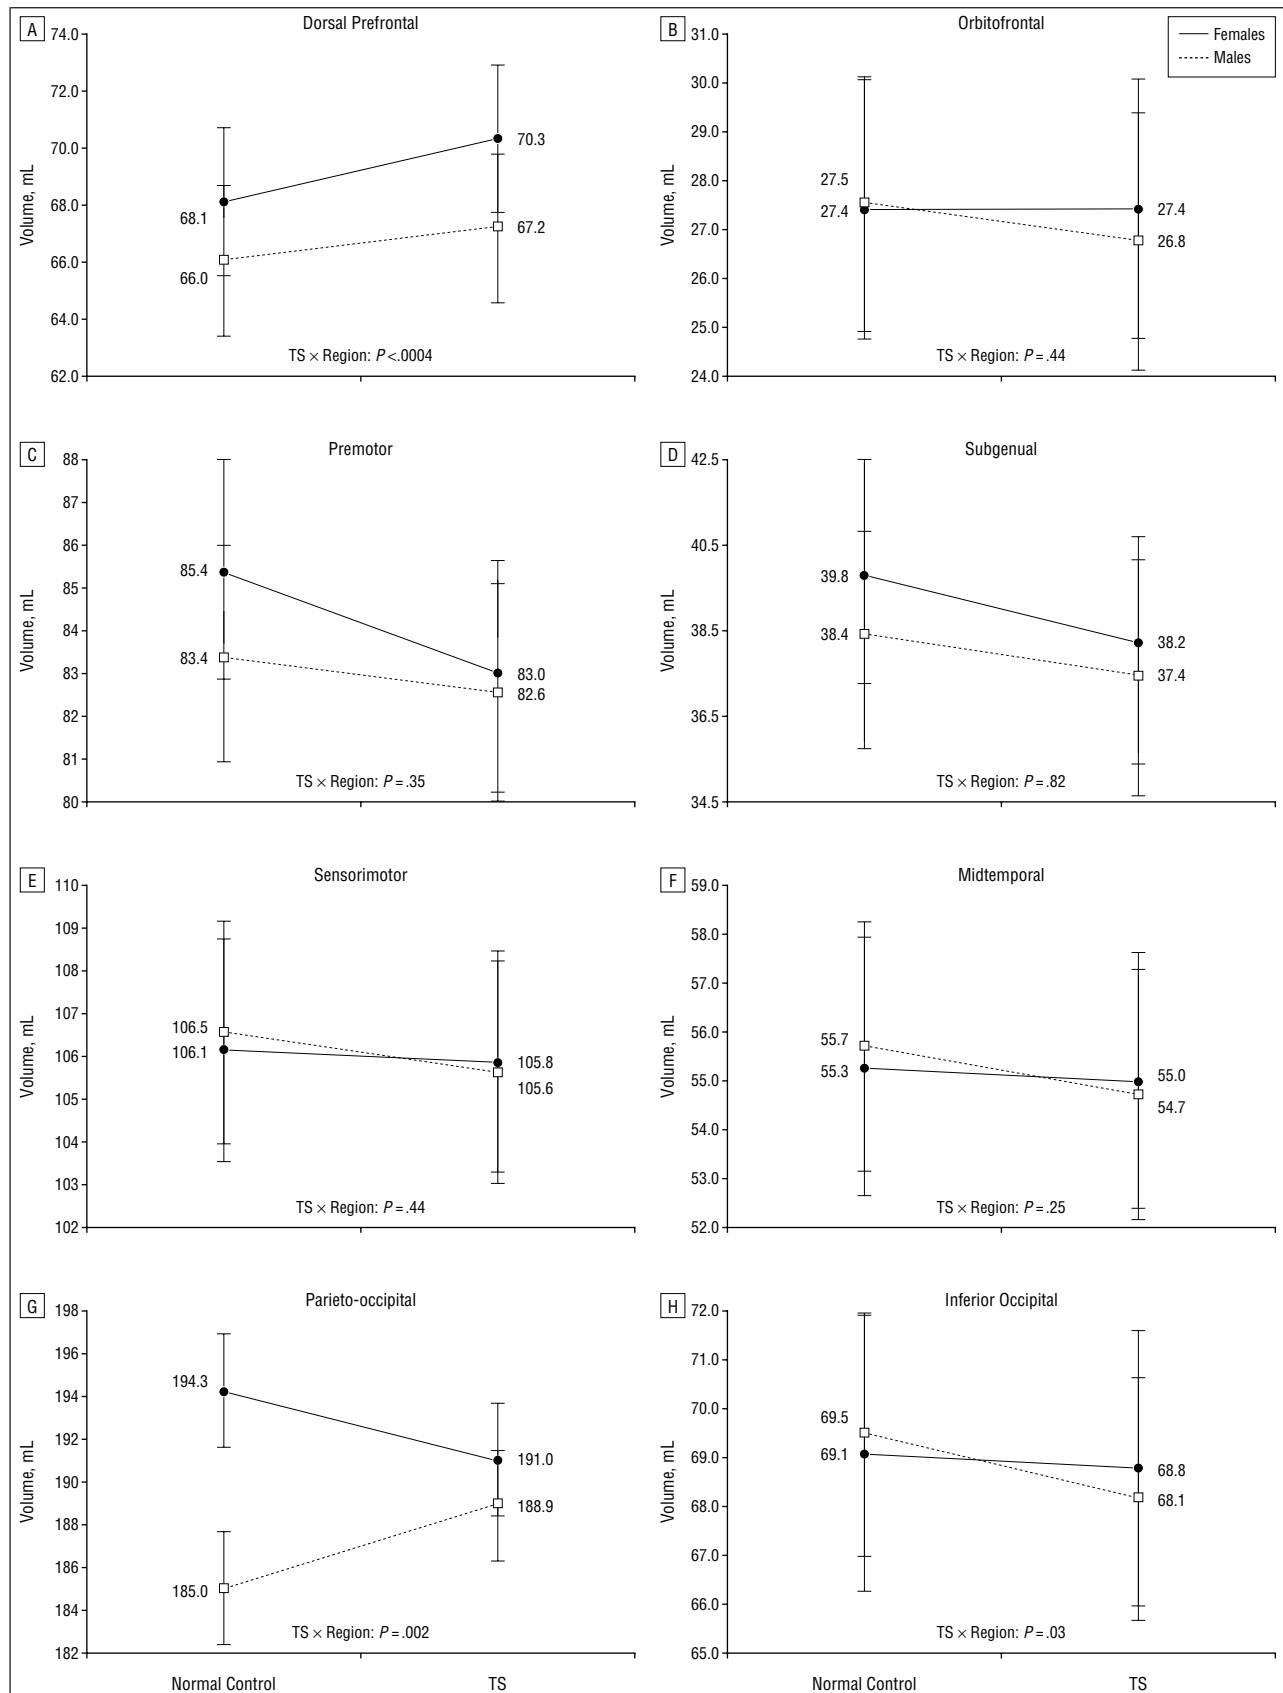 A
Dorsal Prefrontal
Volume, mL
74.0
72.0
70.0
68.0
66.0
64.0
62.0
68.1
66.0
70.3
67.2
TS × Region: P <.0004
B
Orbitofrontal
Females
Males
Volume, mL
31.0
30.0
29.0
28.0
27.0
26.0
25.0
24.0
27.5
27.4
27.4
26.8
TS × Region: P = .44
C
Premotor
Volume, mL
88
87
86
85
84
83
82
81
80
85.4
83.4
83.0
82.6
TS × Region: P = .35
D
Subgenual
Volume, mL
42.5
40.5
38.5
36.5
34.5
39.8
38.4
38.2
37.4
TS × Region: P = .82
E
Sensorimotor
Volume, mL
110
109
108
107
106
105
104
103
102
106.5
106.1
105.8
105.6
TS × Region: P = .44
F
Midtemporal
Volume, mL
59.0
58.0
57.0
56.0
55.0
54.0
53.0
52.0
55.7
55.3
55.0
54.7
TS × Region: P = .25
G
Parieto-occipital
Volume, mL
198
196
194
192
190
188
186
184
182
194.3
185.0
191.0
188.9
TS × Region: P = .002
Normal Control
TS
H
Inferior Occipital
Volume, mL
72.0
71.0
70.0
69.0
68.0
67.0
66.0
65.0
69.5
69.1
68.8
68.1
TS × Region: P = .03
Normal Control
TS